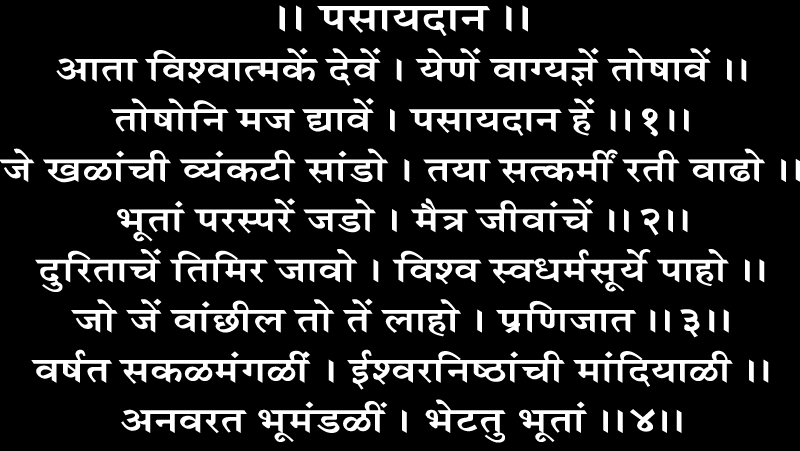 ।। पसायदान ।।
आता विश्वात्मकें देवें । येणें वाग्यज्ञें तोषावें ।।
तोषोनि मज द्यावें । पसायदान हें ।।१।।
जे खळांची व्यंकटी सांडो । तया सत्कर्मीं रती वाढो ।।
भूतां परस्परें जडो । मैत्र जीवांचें ।।२।।
दुरिताचें तिमिर जावो । विश्व स्वधर्मसूर्ये पाहो ।।
जो जें वांछील तो तें लाहो । प्रणिजात ।।३।।
वर्षत सकळमंगळीं । ईश्वरनिष्ठांची मांदियाळी ।।
अनवरत भूमंडळीं । भेटतु भूतां ।।४।।